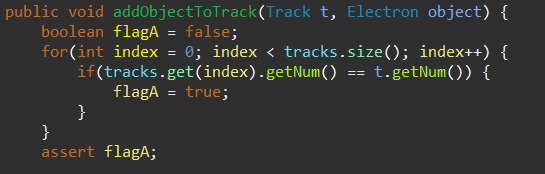 public void addObjectToTrack(Track t, Electron object) {
    boolean flagA = false;
    for(int index = 0; index < tracks.size(); index++) {
        if(tracks.get(index).getNum() == t.getNum()) {
            flagA = true;
        }
    }
    assert flagA;